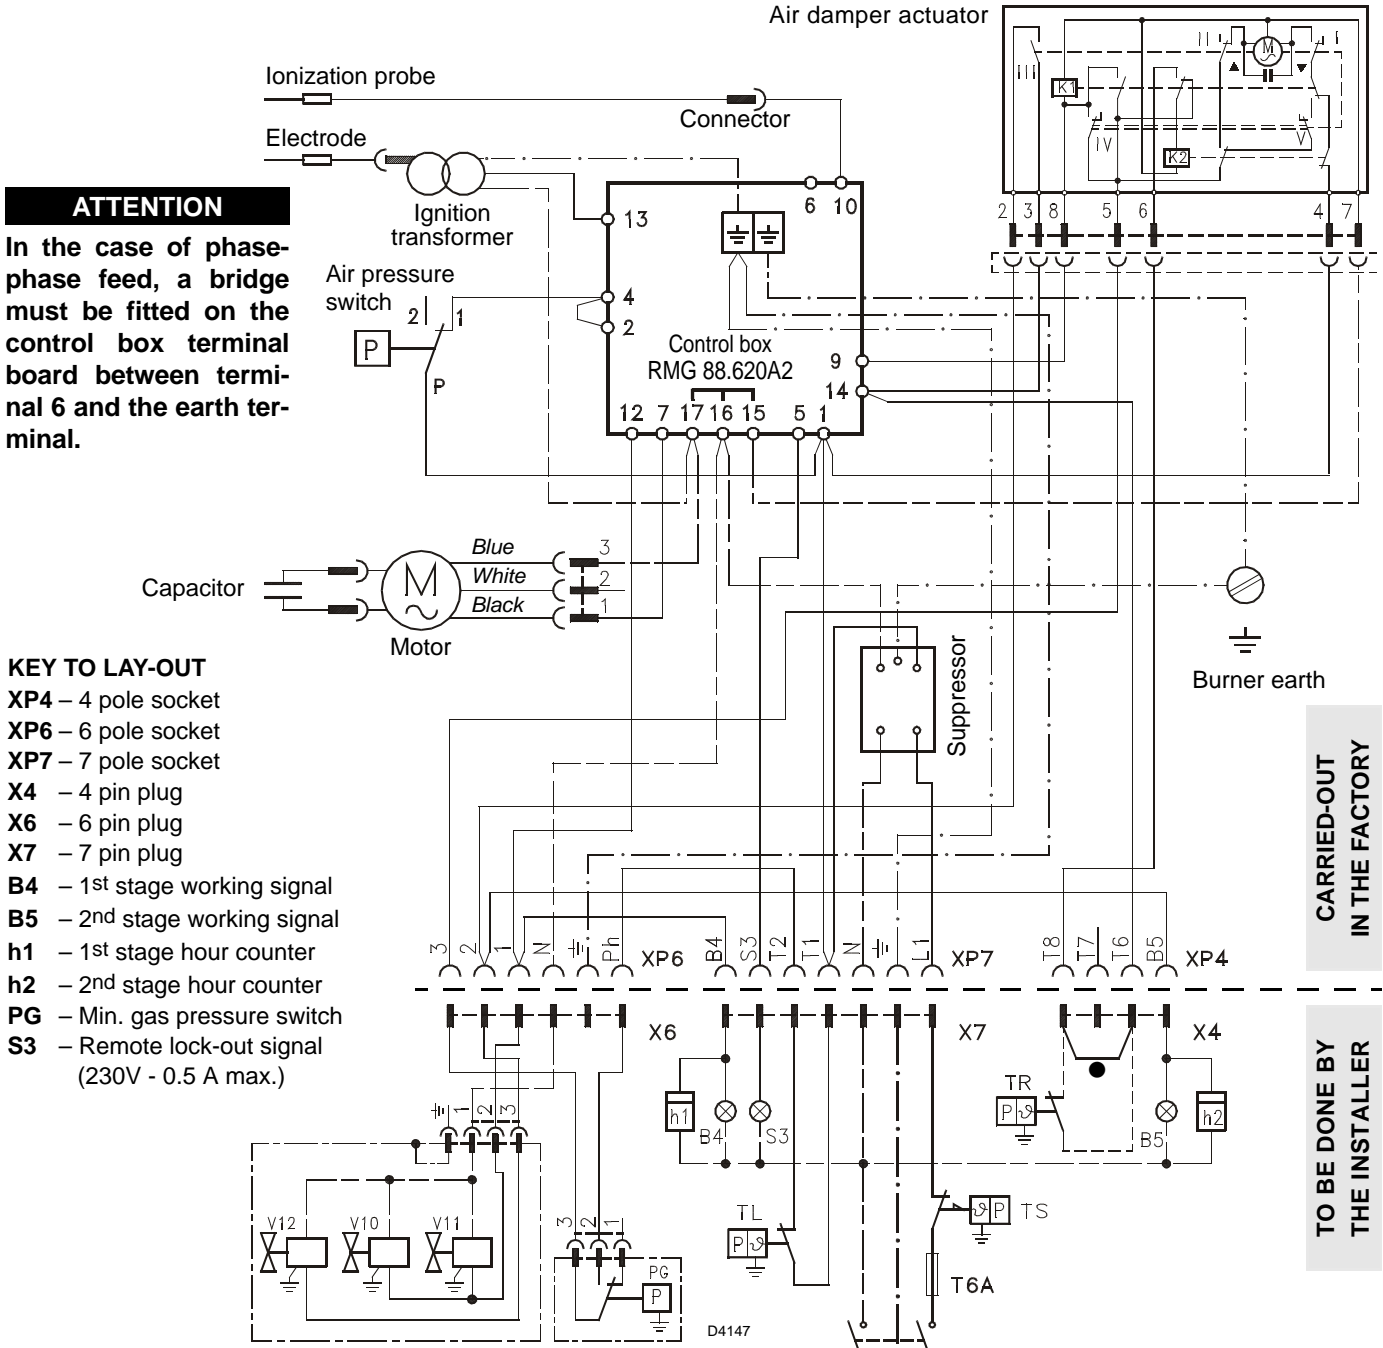 Air damper actuator
Ionization probe
Connector
Electrode
Ignition
transformer
ATTENTION
In the case of phase-
phase feed, a bridge
must be fitted on the
control box terminal
board between termi-
nal 6 and the earth ter-
minal.
Air pressure
switch
2 1
P
P
13
4
2
6 10
Control box
RMG 88.620A2
9
14
12 7 17 16 15 5 1
III
II
I
M
K1
IV
V
K2
2 3 8 5 6 4 7
Capacitor
M
Motor
Blue
White
Black
3
2
1
Suppressor
Burner earth
KEY TO LAY-OUT
XP4 – 4 pole socket
XP6 – 6 pole socket
XP7 – 7 pole socket
X4 – 4 pin plug
X6 – 6 pin plug
X7 – 7 pin plug
B4 – 1st stage working signal
B5 – 2nd stage working signal
h1 – 1st stage hour counter
h2 – 2nd stage hour counter
PG – Min. gas pressure switch
S3 – Remote lock-out signal
(230V - 0.5 A max.)
CARRIED-OUT
IN THE FACTORY
3 2 1 N Ph XP6
B4 S3 T2 T1 N L1 XP7
T8 T7 T6 B5 XP4
X6
X7
X4
TO BE DONE BY
THE INSTALLER
1 2 3
h1
B4
S3
TR
P
B5
h2
V12 V10 V11
3 2 1
PG
P
TL
P
P TS
T6A
D4147